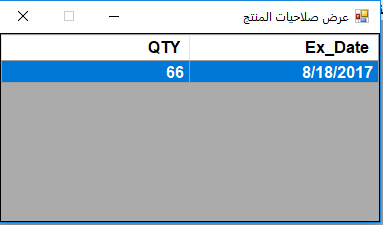 عرض صلاحيات المنتج
Ex_Date QTY
8/18/2017 66